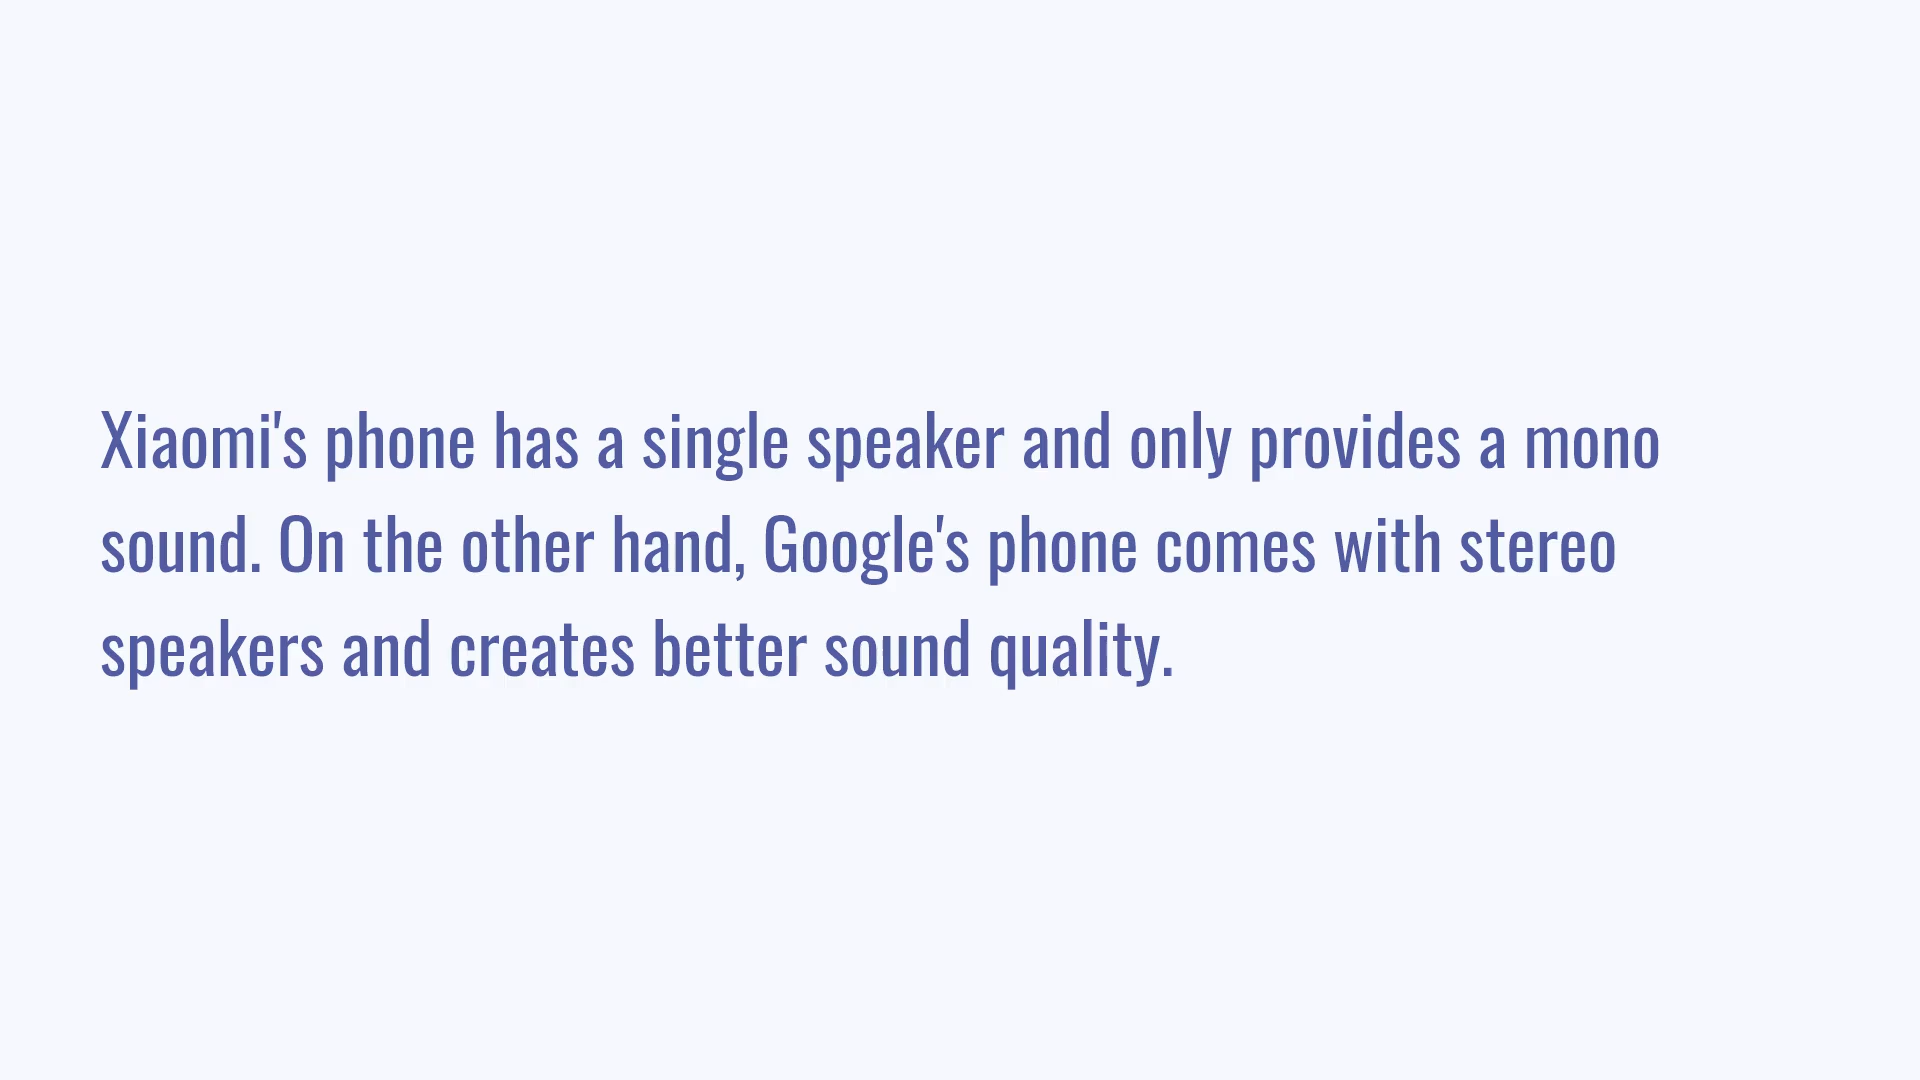 Xiaomi's phone has a single speaker and only provides a mono
sound. On the other hand, Google's phone comes with stereo
speakers and creates better sound quality.